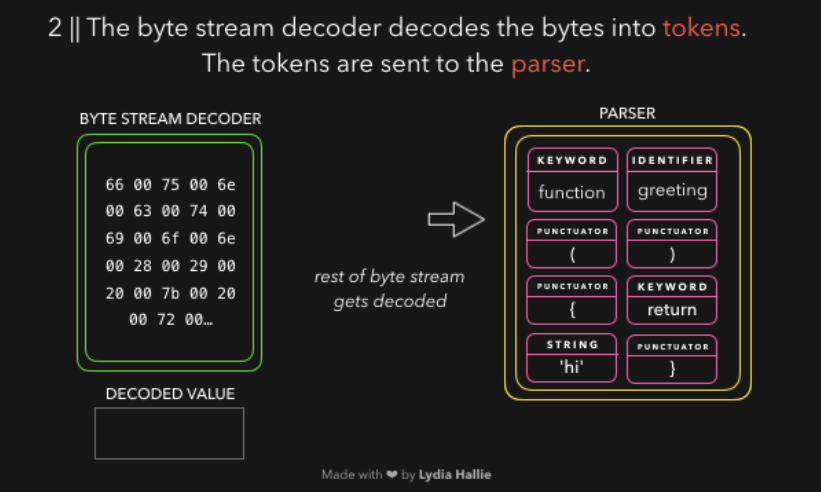 2 || The byte stream decoder decodes the bytes into tokens.
The tokens are sent to the parser.
BYTE STREAM DECODER
66 00 75 00 6e
00 63 00 74 00
69 00 6f 00 6e
00 28 00 29 00
20 00 7b 00 20
00 72 00…
DECODED VALUE
rest of byte stream
gets decoded
PARSER
KEYWORD IDENTIFIER
function greeting
PUNCTUATOR PUNCTUATOR
( )
PUNCTUATOR KEYWORD
{ return
STRING PUNCTUATOR
'hi' }
Made with ❤ by Lydia Hallie